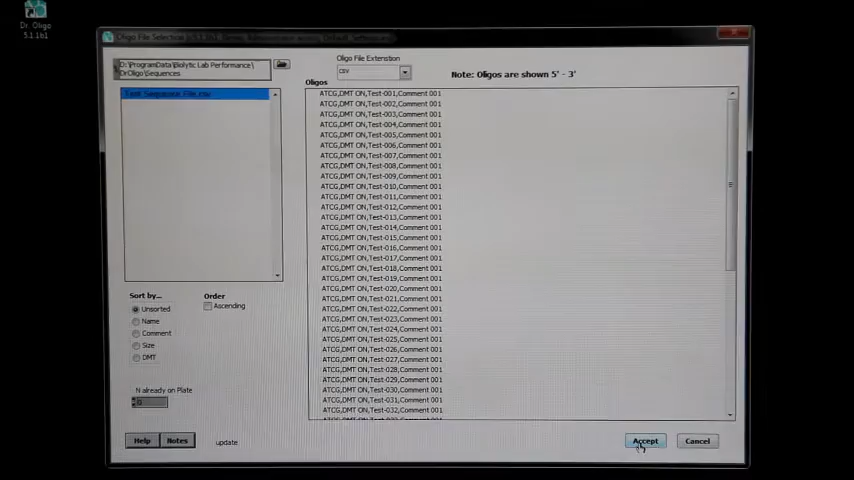 Dr. Oligo
5.1.1b1
Oligo File Selection
D:\ProgramData\Biolytic Lab Performance\
DrOligo\Sequences
Oligo File Extenstion
csv
Note: Oligos are shown 5' - 3'
Test Sequence File.csv
Oligos
ATCG,DMT ON,Test-001,Comment 001
ATCG,DMT ON,Test-002,Comment 001
ATCG,DMT ON,Test-003,Comment 001
ATCG,DMT ON,Test-004,Comment 001
ATCG,DMT ON,Test-005,Comment 001
ATCG,DMT ON,Test-006,Comment 001
ATCG,DMT ON,Test-007,Comment 001
ATCG,DMT ON,Test-008,Comment 001
ATCG,DMT ON,Test-009,Comment 001
ATCG,DMT ON,Test-010,Comment 001
ATCG,DMT ON,Test-011,Comment 001
ATCG,DMT ON,Test-012,Comment 001
ATCG,DMT ON,Test-013,Comment 001
ATCG,DMT ON,Test-014,Comment 001
ATCG,DMT ON,Test-015,Comment 001
ATCG,DMT ON,Test-016,Comment 001
ATCG,DMT ON,Test-017,Comment 001
ATCG,DMT ON,Test-018,Comment 001
ATCG,DMT ON,Test-019,Comment 001
ATCG,DMT ON,Test-020,Comment 001
ATCG,DMT ON,Test-021,Comment 001
ATCG,DMT ON,Test-022,Comment 001
ATCG,DMT ON,Test-023,Comment 001
ATCG,DMT ON,Test-024,Comment 001
ATCG,DMT ON,Test-025,Comment 001
ATCG,DMT ON,Test-026,Comment 001
ATCG,DMT ON,Test-027,Comment 001
ATCG,DMT ON,Test-028,Comment 001
ATCG,DMT ON,Test-029,Comment 001
ATCG,DMT ON,Test-030,Comment 001
ATCG,DMT ON,Test-031,Comment 001
ATCG,DMT ON,Test-032,Comment 001
Sort by...
Unsorted
Name
Comment
Size
DMT
Order
Ascending
N already on Plate
0
Help
Notes
update
Accept
Cancel